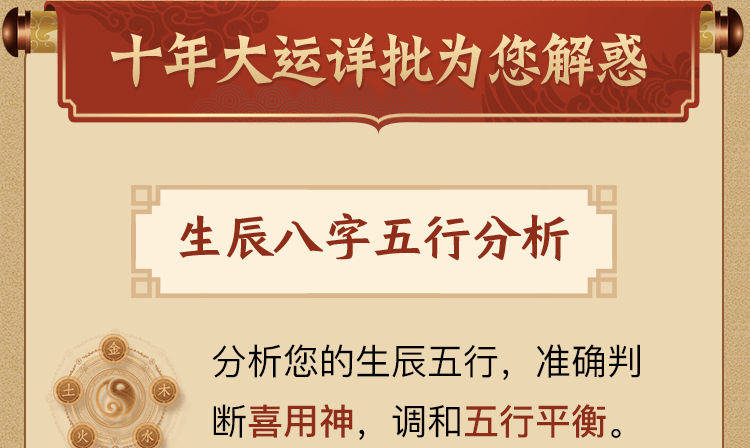 十年大运详批为您解惑
生辰八字五行分析
金
土
木
火
水
分析您的生辰五行，准确判
断喜用神，调和五行平衡。